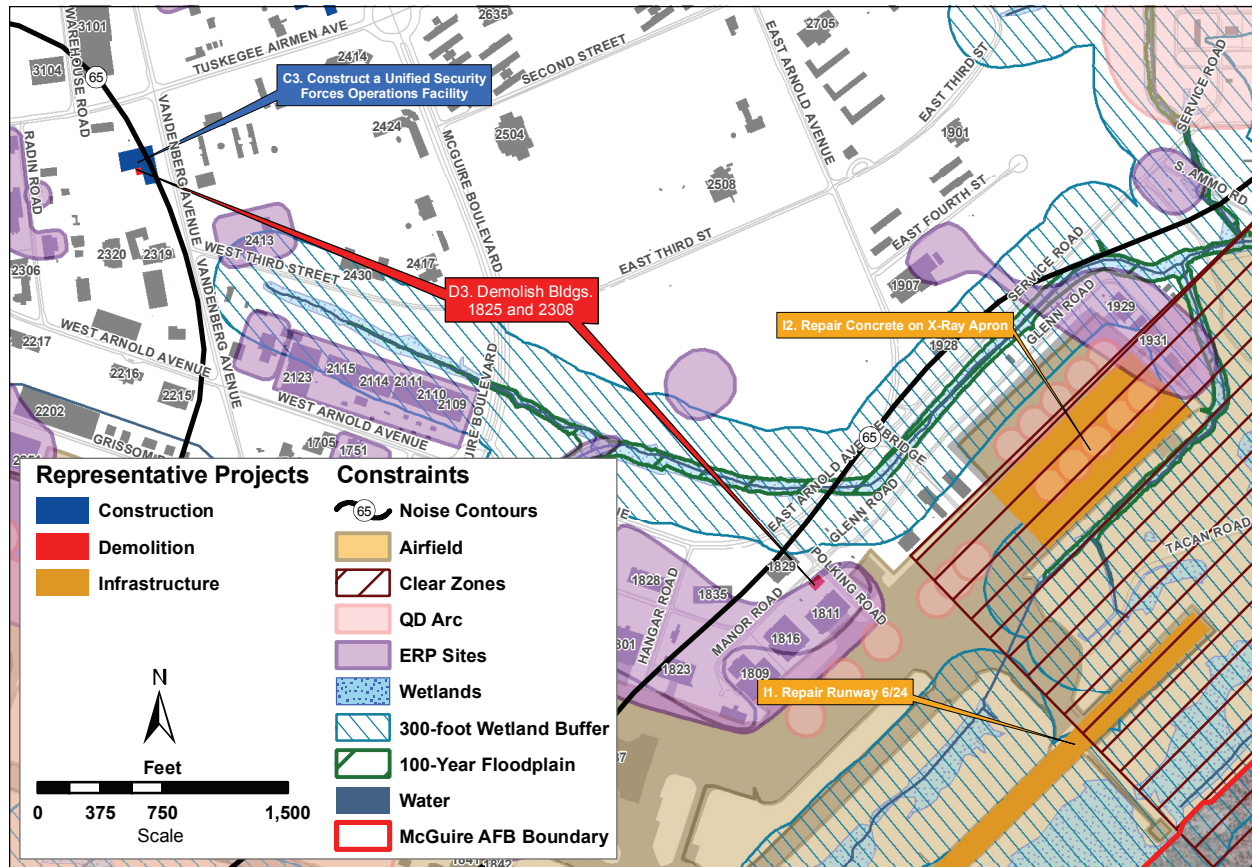 3101
2635
2705
WAREHOUSE ROAD
TUSKEGEE AIRMEN AVE
2414
SECOND STREET
EAST ARNOLD AVENUE
EAST THIRD ST
SERVICE ROAD
3104
65
C3. Construct a Unified Security
Forces Operations Facility
VANDENBERG AVENUE
2424
2504
MCGUIRE BOULEVARD
1901
RADIN ROAD
2508
EAST FOURTH ST
S. AMMO RD
2413
WEST THIRD STREET
2306
2320
2319
2430
2417
EAST THIRD ST
1907
SERVICE ROAD
GLENN ROAD
1929
D3. Demolish Bldgs.
1825 and 2308
I2. Repair Concrete on X-Ray Apron
1928
1931
VANDENBERG AVENUE
WEST ARNOLD AVENUE
2217
2216
2215
2123
2115
2114
2111
2110
2109
2202
WEST ARNOLD AVENUE
1705
1751
65
EAST ARNOLD AVE
GLENN ROAD
TACAN ROAD
1829
POLKING ROAD
1828
1835
HANGAR ROAD
MANOR ROAD
1811
1816
1823
1809
I1. Repair Runway 6/24
Representative Projects
Construction
Demolition
Infrastructure
N
Feet
0 375 750 1,500
Scale
Constraints
65 Noise Contours
Airfield
Clear Zones
QD Arc
ERP Sites
Wetlands
300-foot Wetland Buffer
100-Year Floodplain
Water
McGuire AFB Boundary
1842